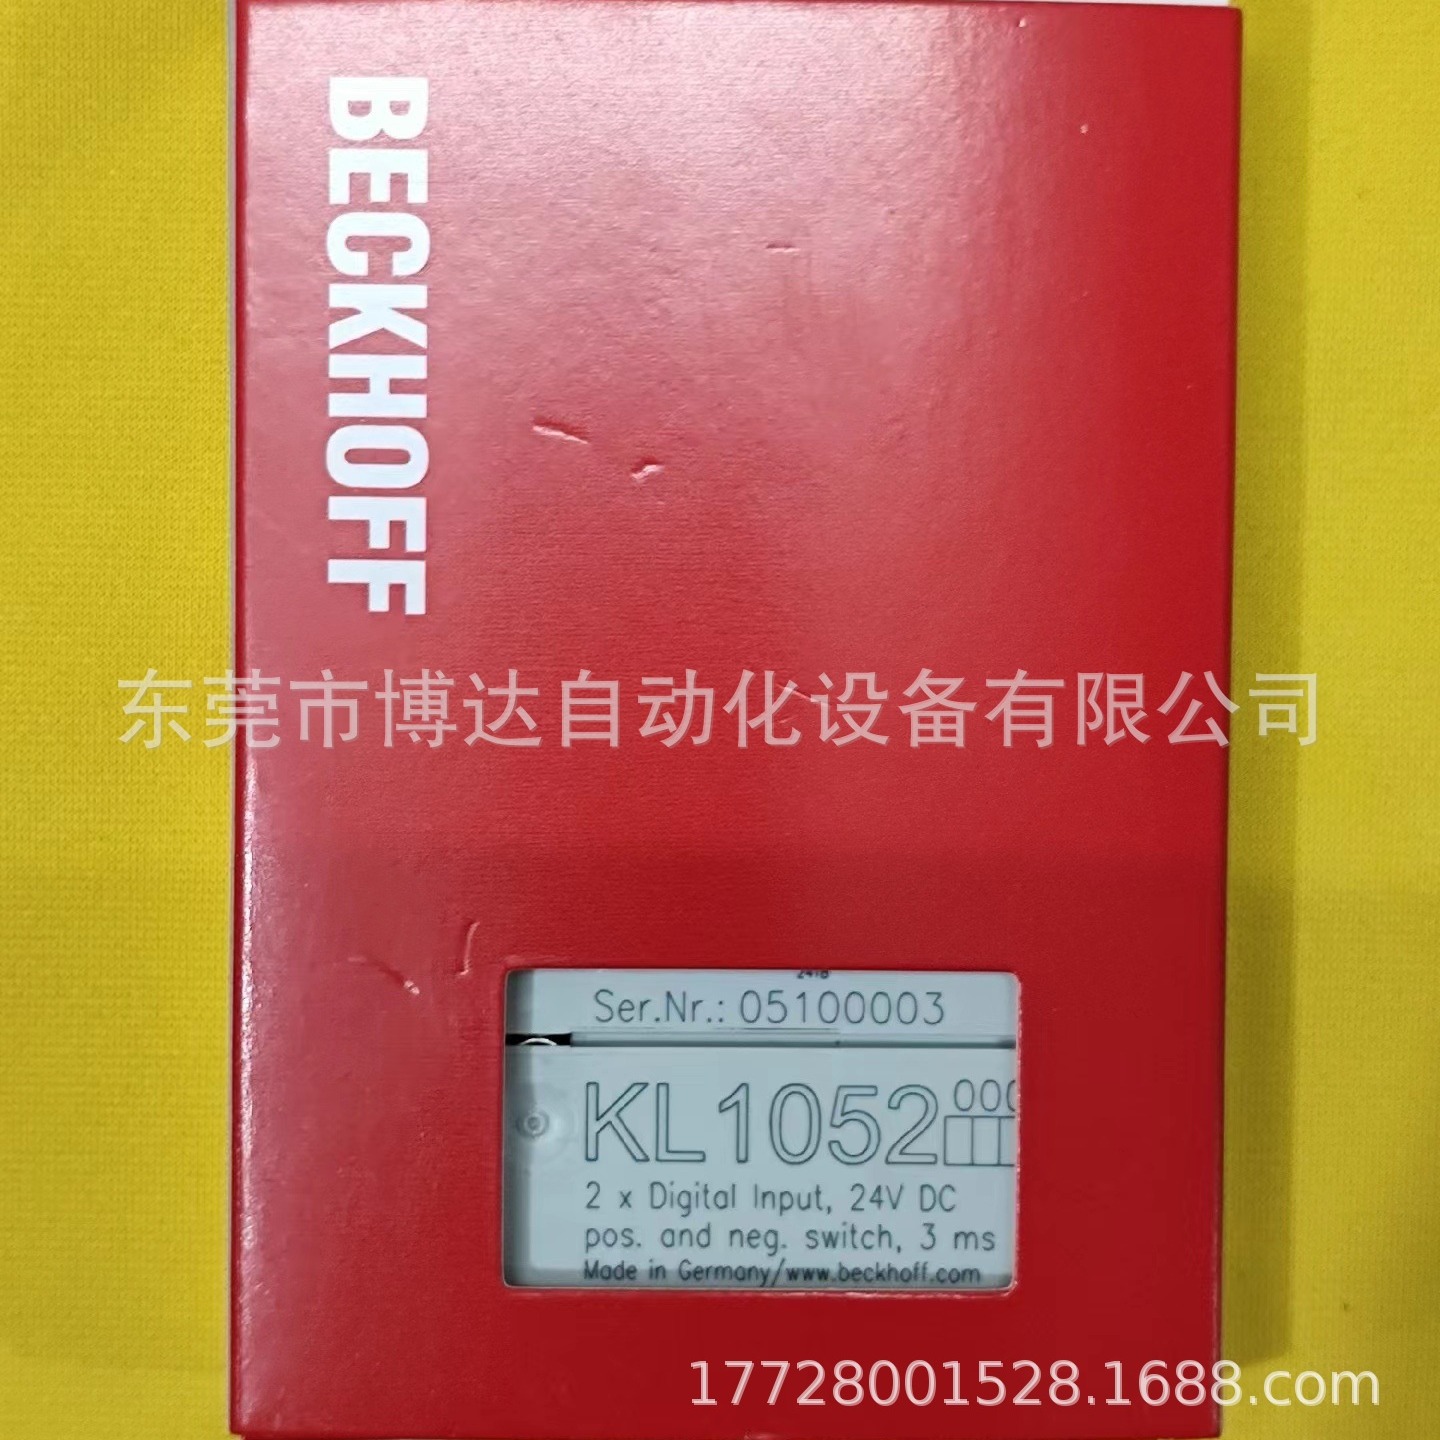 BECKHOFF
东莞市博达自动化设备有限公司
Ser.Nr.: 05100003
KL1052
2 x Digital Input, 24V DC
pos. and neg. switch, 3 ms
Made in Germany/www.beckhoff.com
17728001528.1688.com